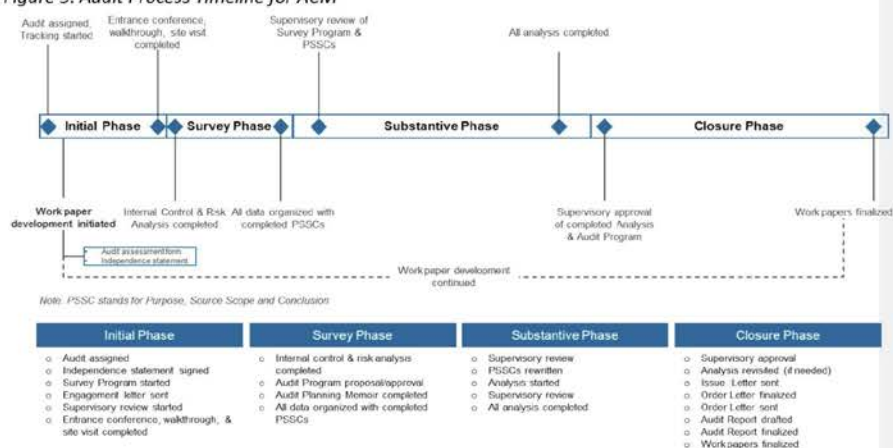 Figure 3. Audit Process Timeline for ACM
Audit assigned,
Tracking started
Entrance conference,
walkthrough, site visit
completed
Supervisory review of
Survey Program &
PSSCs
All analysis completed
Initial Phase
Survey Phase
Substantive Phase
Closure Phase
Work paper
development initiated
Internal Control & Risk
Analysis completed
All data organized with
completed PSSCs
Supervisory approval
of completed Analysis
& Audit Program
Work papers finalized
Audit assessment form
Independence statement
Work paper development
continued
Note: PSSC stands for Purpose, Source Scope and Conclusion
Initial Phase
o Audit assigned
o Independence statement signed
o Survey Program started
o Engagement letter sent
o Supervisory review started
o Entrance conference, walkthrough, &
site visit completed
Survey Phase
o Internal control & risk analysis
completed
o Audit Program proposal/approval
o Audit Planning Memoir completed
o All data organized with completed
PSSCs
Substantive Phase
o Supervisory review
o PSSCs rewritten
o Analysis started
o Supervisory review
o All analysis completed
Closure Phase
o Supervisory approval
o Analysis revisited (if needed)
o Issue Letter sent
o Order Letter finalized
o Order Letter sent
o Audit Report drafted
o Audit Report finalized
o Workpapers finalized